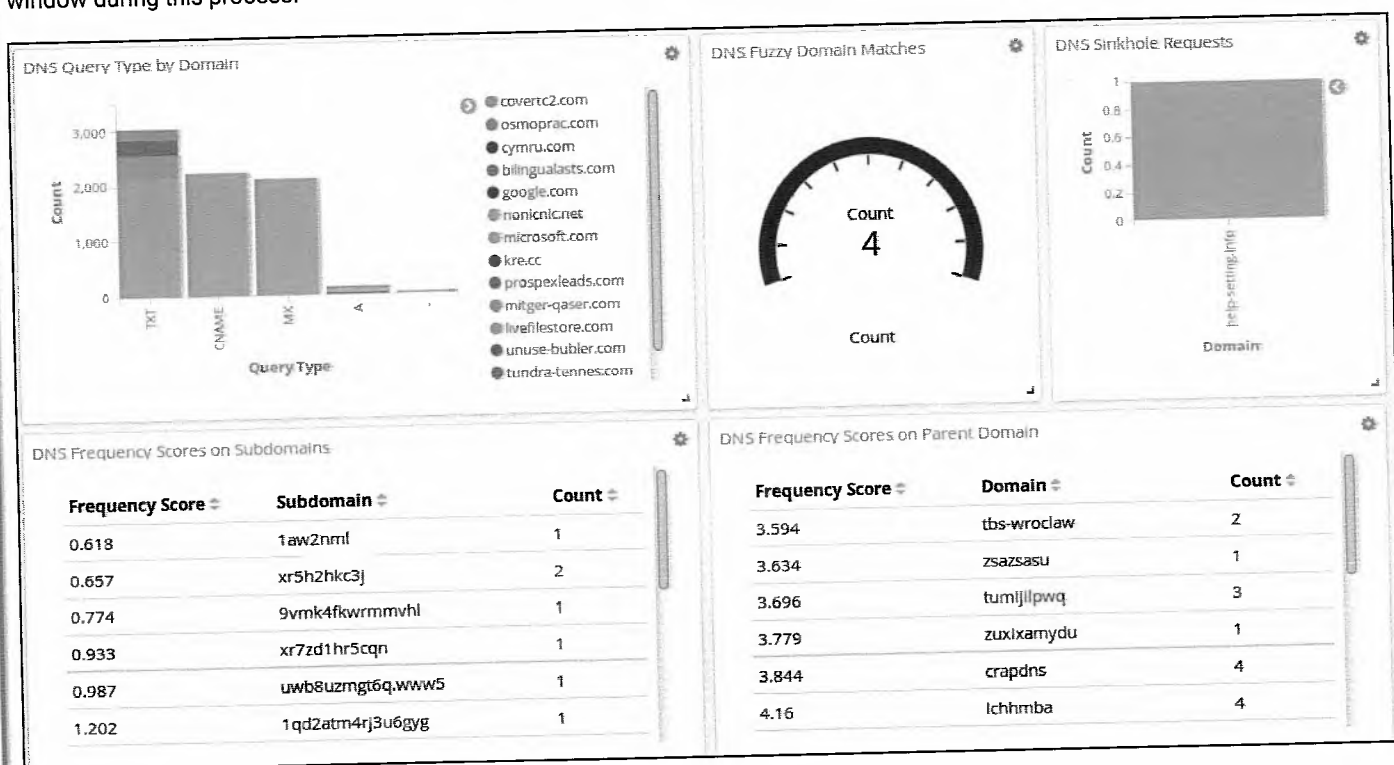 window during this process.
DNS Query Type by Domain
3,000
2,000
1,000
0
Count
TXT
CNAME
MX
A
-
Query Type
covertc2.com
osmoprac.com
cymru.com
bilingualasts.com
google.com
nonicnic.net
microsoft.com
kre.cc
prospexleads.com
mitger-qaser.com
livefilestore.com
unuse-bubler.com
tundra-tennes.com
DNS Fuzzy Domain Matches
Count
4
Count
DNS Sinkhole Requests
1
0.8
0.6
0.4
0.2
0
Count
help-setting.info
Domain
DNS Frequency Scores on Subdomains
Frequency Score Subdomain Count
0.618 1aw2nml 1
0.657 xr5h2hkc3j 2
0.774 9vmk4fkwrmmvhl 1
0.933 xr7zd1hr5cqn 1
0.987 uwb8uzmgt6q.www5 1
1.202 1qd2atm4rj3u6gyg 1
DNS Frequency Scores on Parent Domain
Frequency Score Domain Count
3.594 tbs-wroclaw 2
3.634 zsazsasu 1
3.696 tumijilpwq 3
3.779 zuxixamydu 1
3.844 crapdns 4
4.16 lchhmba 4